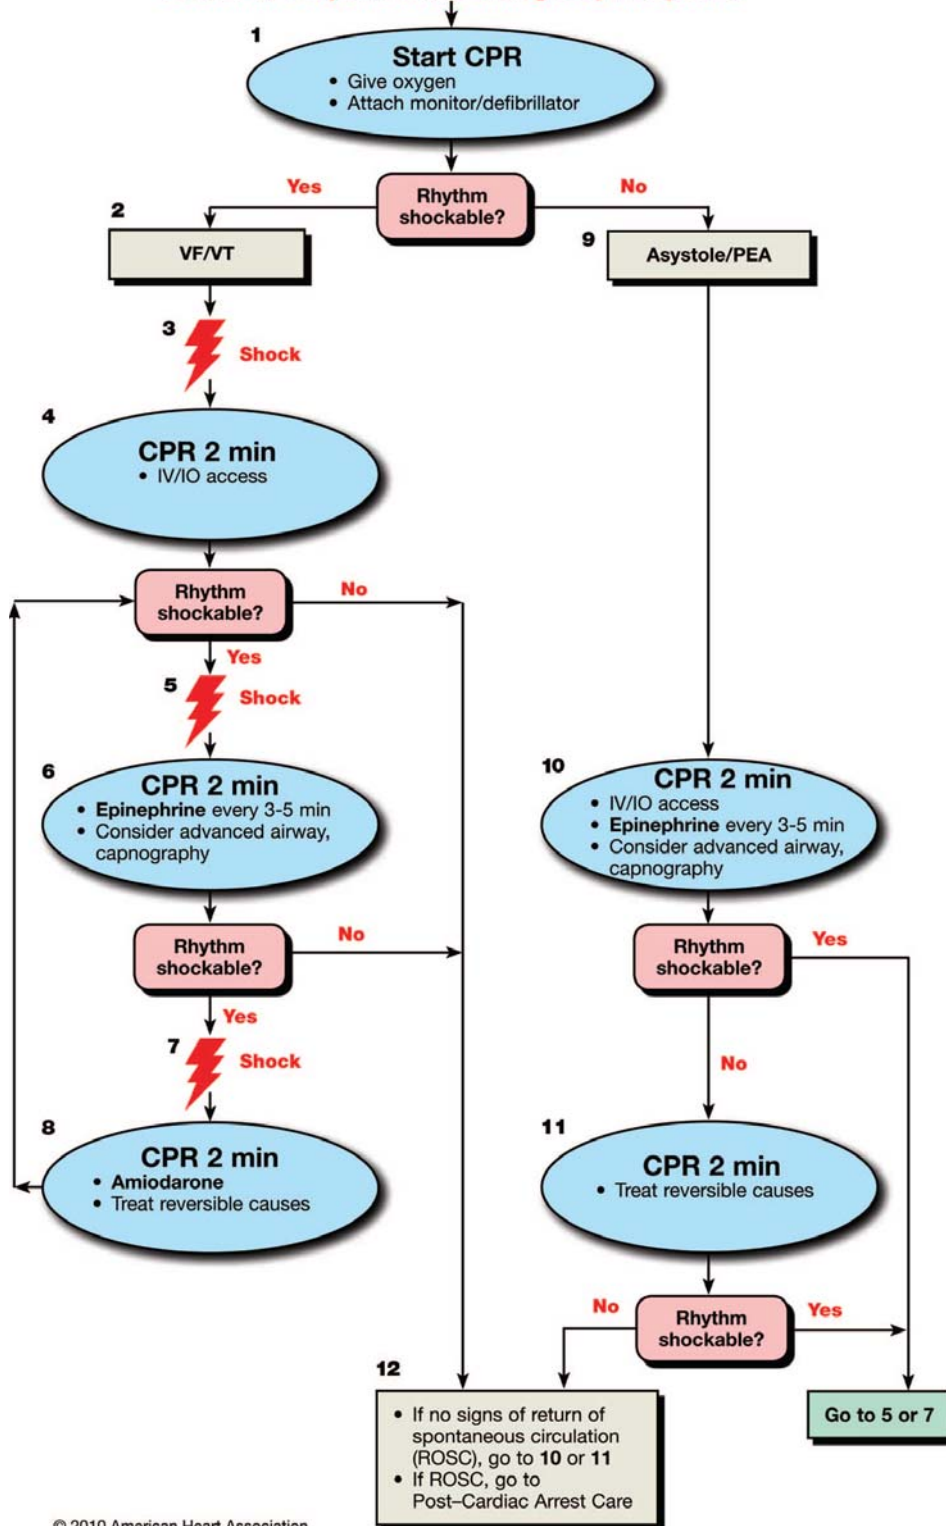 1
Start CPR
• Give oxygen
• Attach monitor/defibrillator
Rhythm
shockable?
Yes
No
2
VF/VT
9
Asystole/PEA
3
Shock
4
CPR 2 min
• IV/IO access
Rhythm
shockable?
No
Yes
5
Shock
6
CPR 2 min
• Epinephrine every 3-5 min
• Consider advanced airway,
capnography
Rhythm
shockable?
No
Yes
7
Shock
8
CPR 2 min
• Amiodarone
• Treat reversible causes
10
CPR 2 min
• IV/IO access
• Epinephrine every 3-5 min
• Consider advanced airway,
capnography
Rhythm
shockable?
Yes
No
11
CPR 2 min
• Treat reversible causes
Rhythm
shockable?
No
Yes
12
• If no signs of return of
spontaneous circulation
(ROSC), go to 10 or 11
• If ROSC, go to
Post–Cardiac Arrest Care
Go to 5 or 7
© 2010 American Heart Association